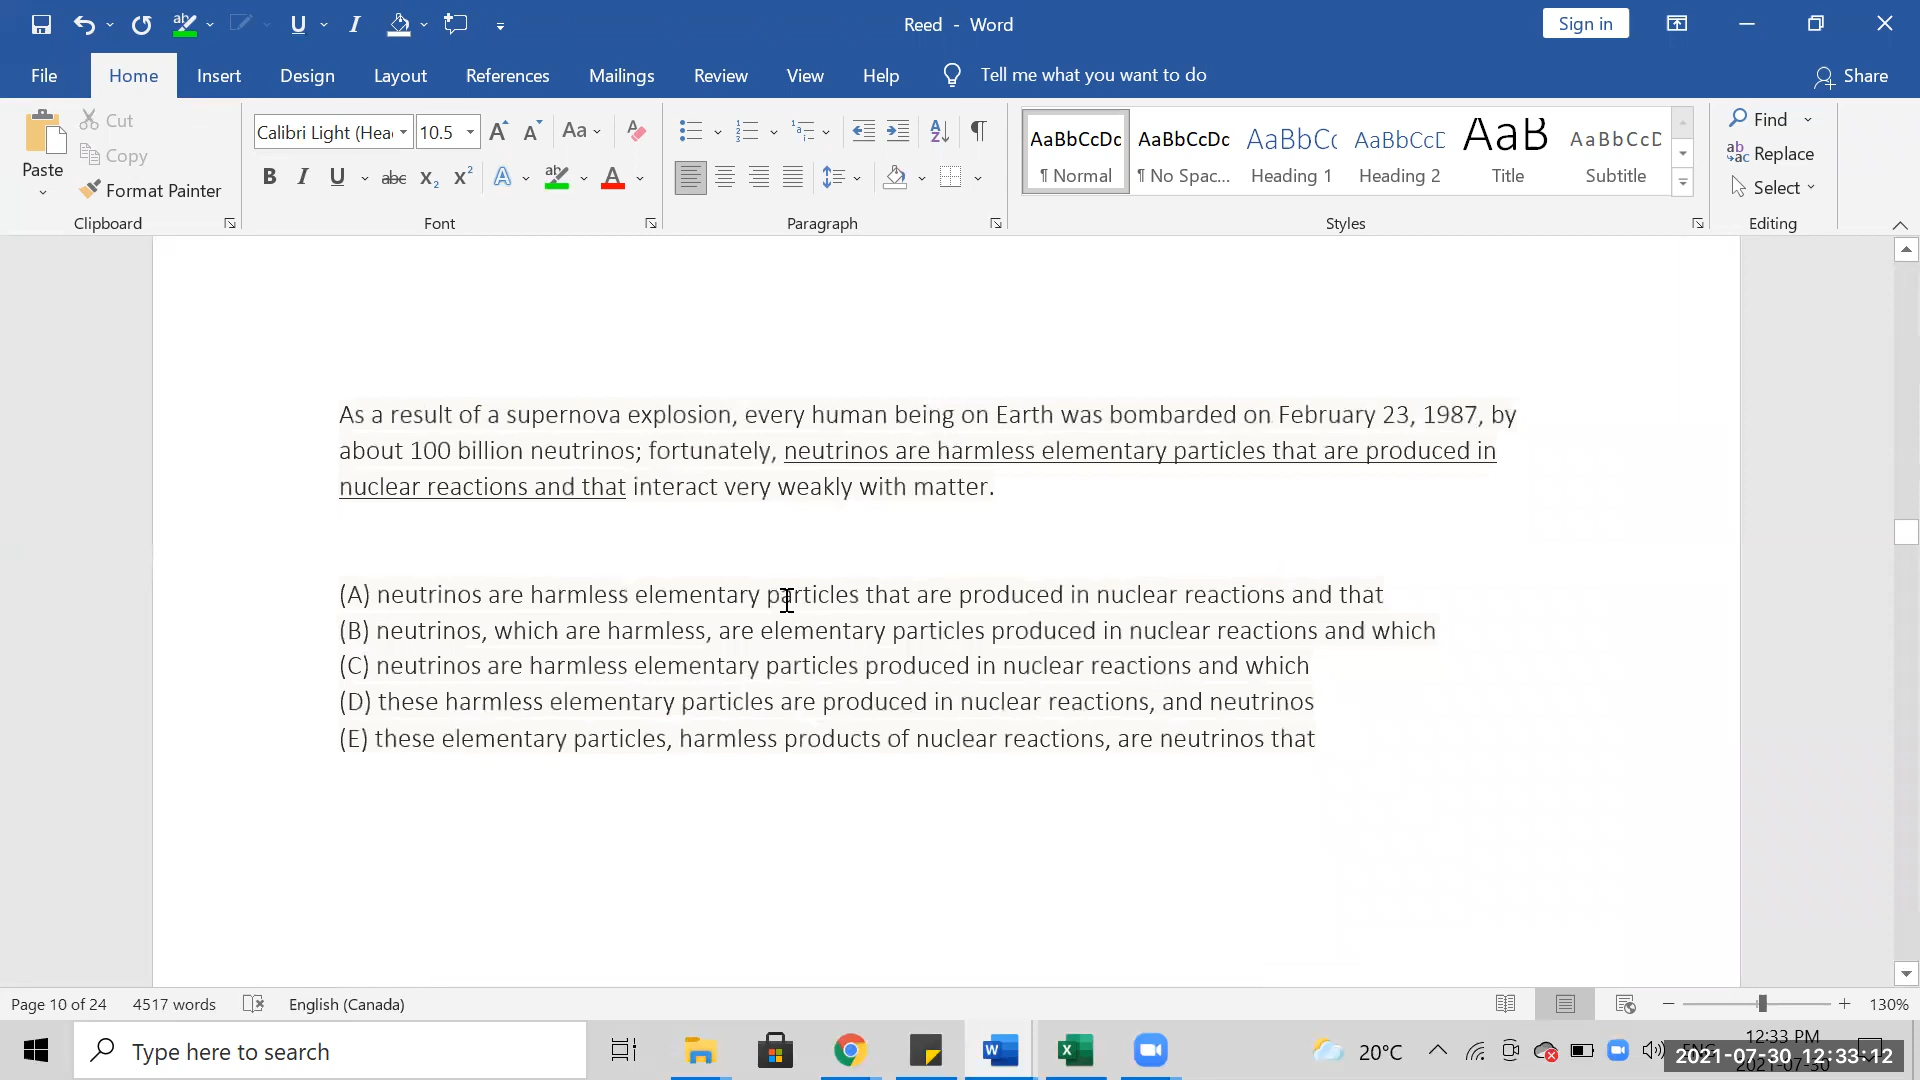 Reed - Word
Sign in
File Home Insert Design Layout References Mailings Review View Help Tell me what you want to do Share
Paste
Cut
Copy
Format Painter
Clipboard
Calibri Light (Hea 10.5
Font
Paragraph
AaBbCcDc AaBbCcDc AaBbCc AaBbCcD AaB AaBbCcD
¶ Normal ¶ No Spac... Heading 1 Heading 2 Title Subtitle
Styles
Find
Replace
Select
Editing
As a result of a supernova explosion, every human being on Earth was bombarded on February 23, 1987, by
about 100 billion neutrinos; fortunately, neutrinos are harmless elementary particles that are produced in
nuclear reactions and that interact very weakly with matter.
(A) neutrinos are harmless elementary particles that are produced in nuclear reactions and that
(B) neutrinos, which are harmless, are elementary particles produced in nuclear reactions and which
(C) neutrinos are harmless elementary particles produced in nuclear reactions and which
(D) these harmless elementary particles are produced in nuclear reactions, and neutrinos
(E) these elementary particles, harmless products of nuclear reactions, are neutrinos that
Page 10 of 24 4517 words English (Canada) 130%
Type here to search
20°C
12:33 PM
2021-07-30 12:33:12